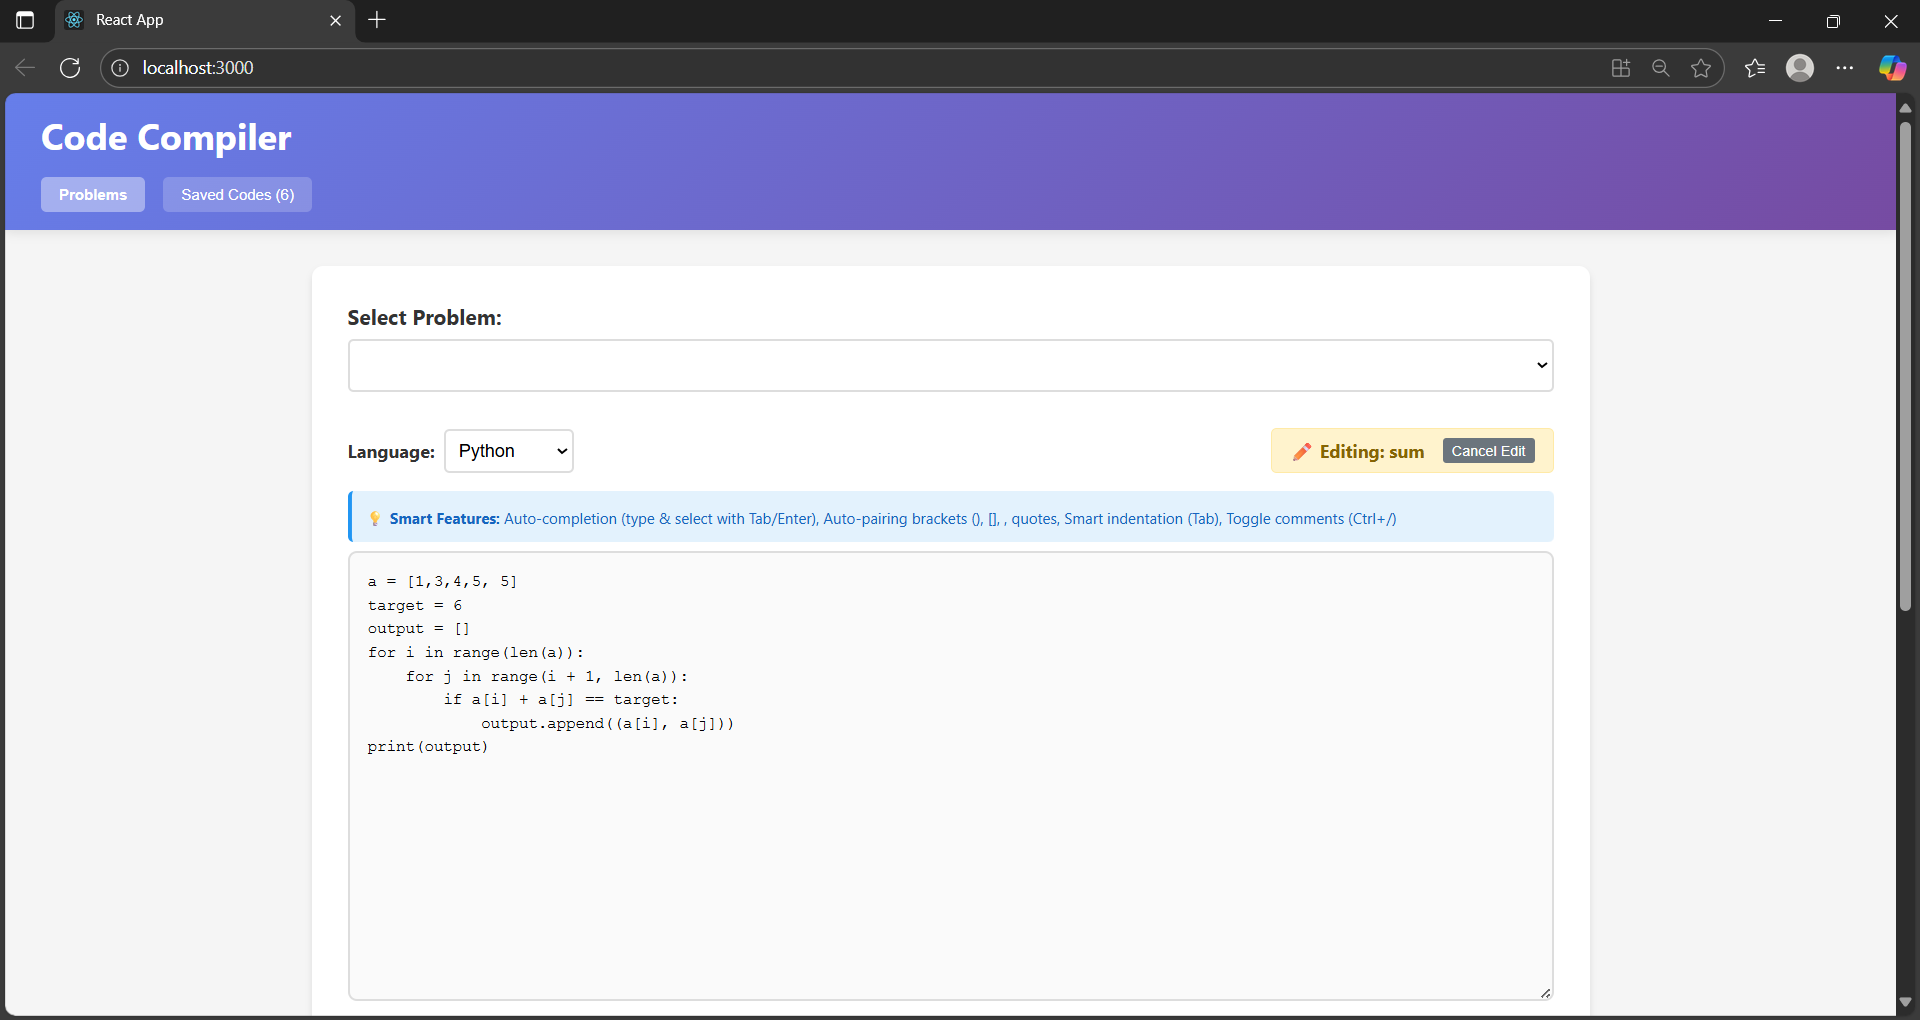 React App
localhost:3000
Code Compiler
Problems
Saved Codes (6)
Select Problem:
Language:
Python
Editing: sum
Cancel Edit
Smart Features: Auto-completion (type & select with Tab/Enter), Auto-pairing brackets (), [], , quotes, Smart indentation (Tab), Toggle comments (Ctrl+/)
a = [1,3,4,5, 5]
target = 6
output = []
for i in range(len(a)):
    for j in range(i + 1, len(a)):
        if a[i] + a[j] == target:
            output.append((a[i], a[j]))
print(output)